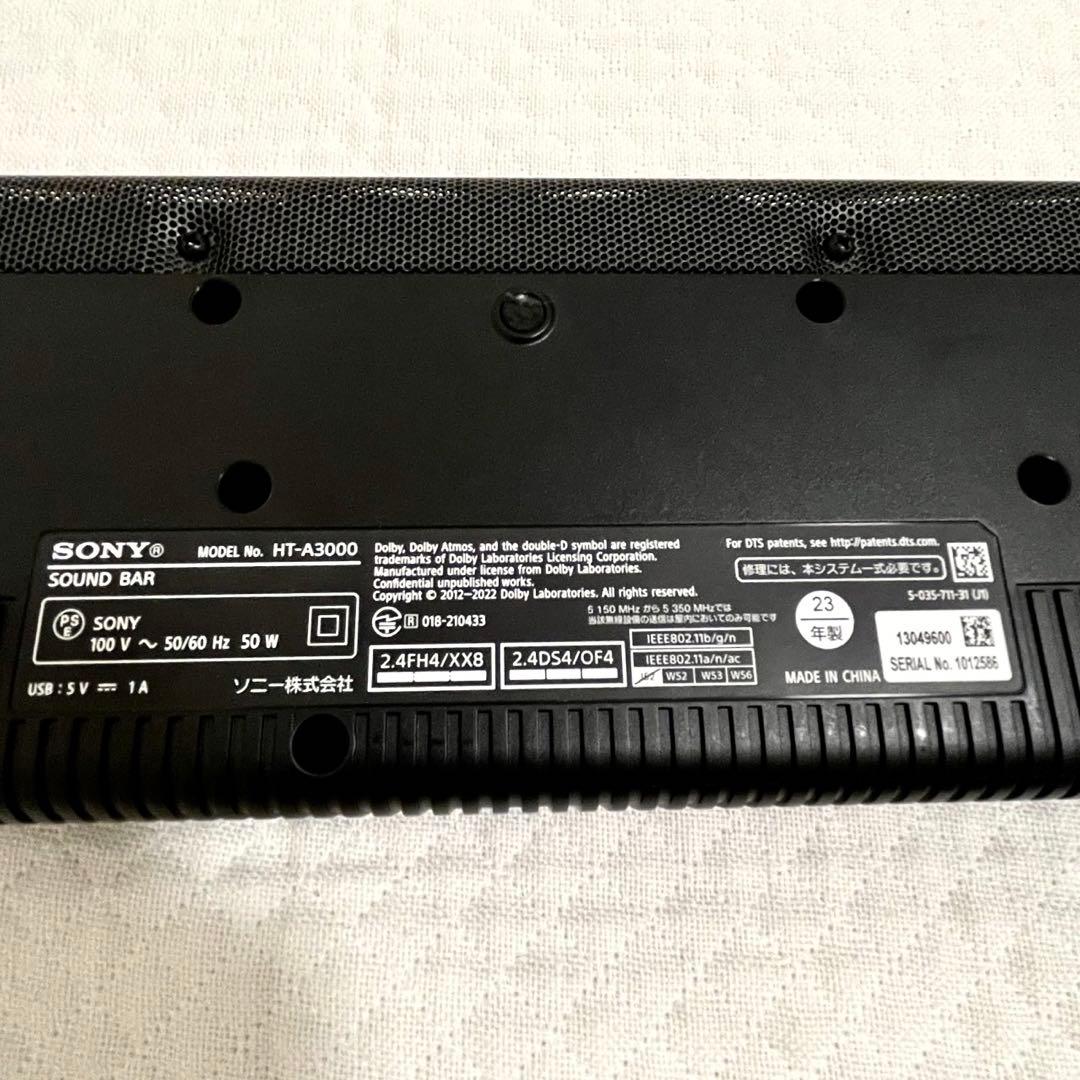 SONY® MODEL No. HT-A3000
SOUND BAR
PS
E
SONY
100 V ～ 50/60 Hz 50 W
USB : 5 V ⎓ 1 A
ソニー株式会社
Dolby, Dolby Atmos, and the double-D symbol are registered
trademarks of Dolby Laboratories Licensing Corporation.
Manufactured under license from Dolby Laboratories.
Confidential unpublished works.
Copyright © 2012–2022 Dolby Laboratories. All rights reserved.
R 018-210433
5 150 MHz から 5 350 MHzでは
当該無線設備の送信は屋内においてのみ可能です
2.4FH4/XX8
2.4DS4/OF4
IEEE802.11b/g/n
IEEE802.11a/n/ac
J52 W52 W53 W56
For DTS patents, see http://patents.dts.com.
修理には、本システム一式必要です。
5-035-711-31 (J1)
23
年製
MADE IN CHINA
13049600
SERIAL No. 1012586